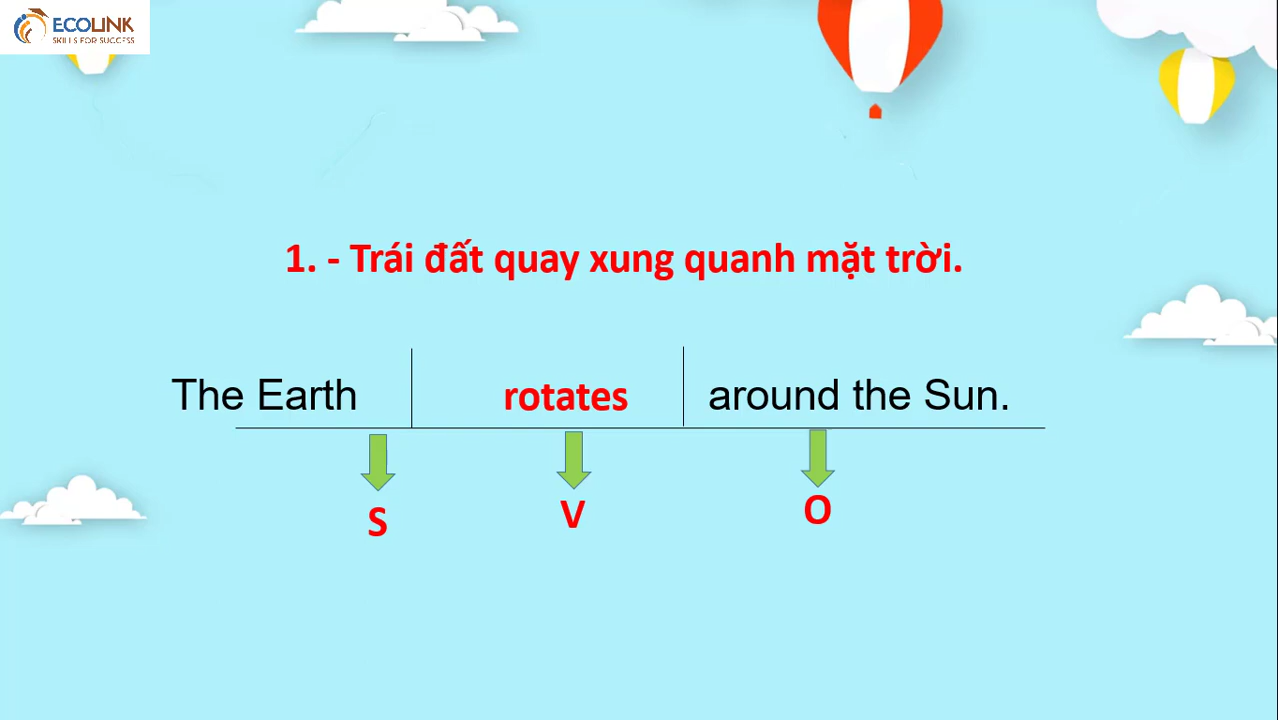 ECOLINK
SKILLS FOR SUCCESS
1. - Trái đất quay xung quanh mặt trời.
The Earth rotates around the Sun.
S V O